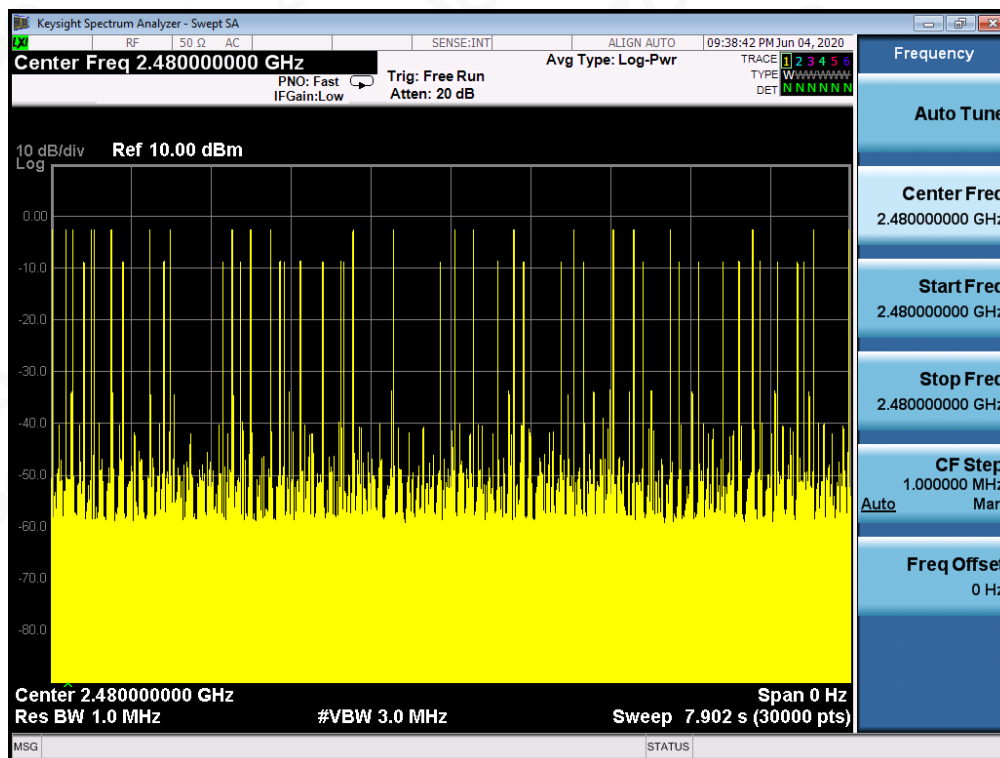 Keysight Spectrum Analyzer - Swept SA
LXI RF 50 Ω AC SENSE:INT ALIGN AUTO 09:38:42 PM Jun 04, 2020
Center Freq 2.480000000 GHz
PNO: Fast
IFGain:Low
Trig: Free Run
Atten: 20 dB
Avg Type: Log-Pwr
TRACE 1 2 3 4 5 6
TYPE WWWWWWW
DET N N N N N N
10 dB/div Ref 10.00 dBm
Log
0.00
-10.0
-20.0
-30.0
-40.0
-50.0
-60.0
-70.0
-80.0
Center 2.480000000 GHz Span 0 Hz
Res BW 1.0 MHz #VBW 3.0 MHz Sweep 7.902 s (30000 pts)
MSG STATUS
Frequency
Auto Tune
Center Freq
2.480000000 GHz
Start Freq
2.480000000 GHz
Stop Freq
2.480000000 GHz
CF Step
1.000000 MHz
Auto Man
Freq Offset
0 Hz